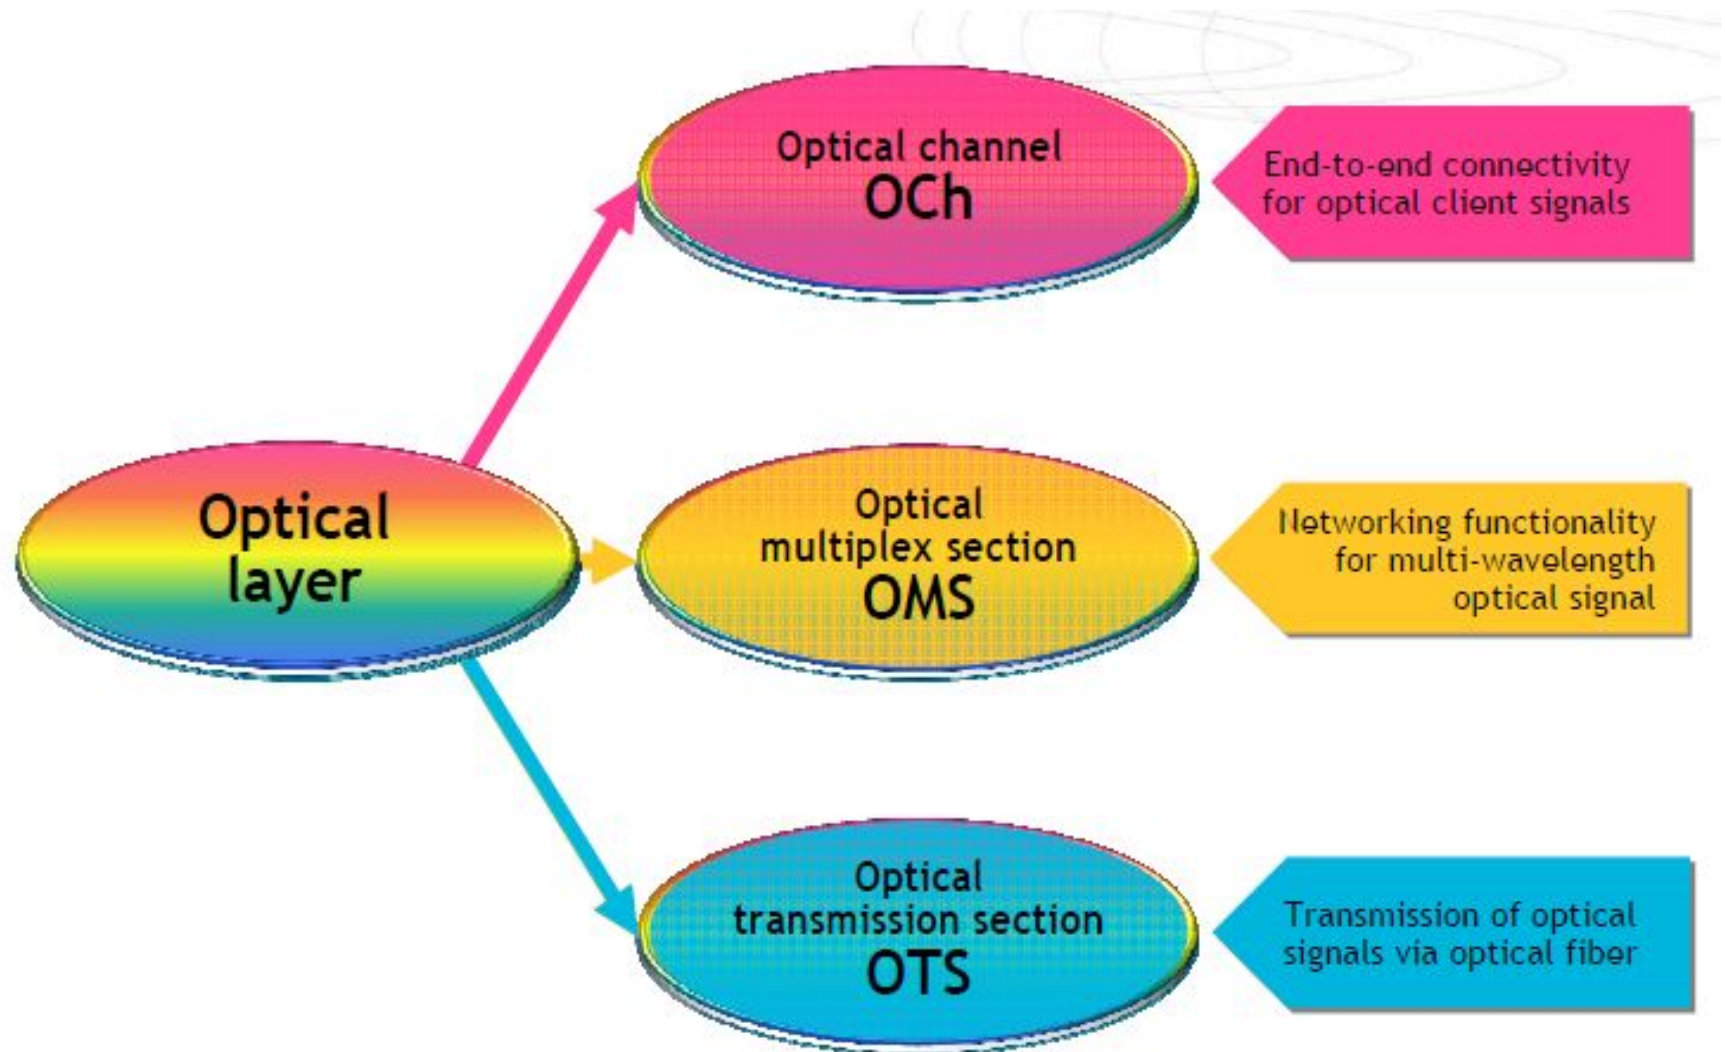 Optical channel
OCh
End-to-end connectivity
for optical client signals
Optical
layer
Optical
multiplex section
OMS
Networking functionality
for multi-wavelength
optical signal
Optical
transmission section
OTS
Transmission of optical
signals via optical fiber